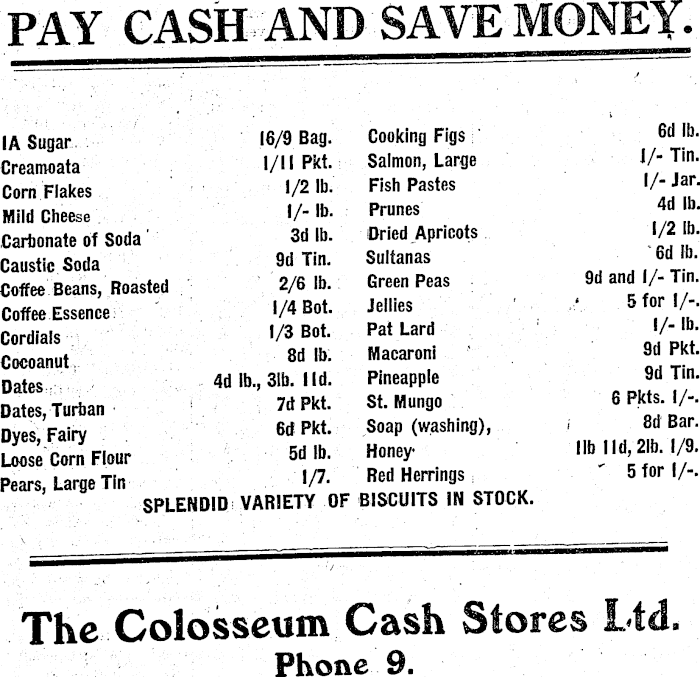 PAY CASH AND SAVE MONEY.
1A Sugar 16/9 Bag.
Creamoata 1/11 Pkt.
Corn Flakes 1/2 lb.
Mild Cheese 1/- lb.
Carbonate of Soda 3d lb.
Caustic Soda 9d Tin.
Coffee Beans, Roasted 2/6 lb.
Coffee Essence 1/4 Bot.
Cordials 1/3 Bot.
Cocoanut 8d lb.
Dates 4d lb., 3lb. 11d.
Dates, Turban 7d Pkt.
Dyes, Fairy 6d Pkt.
Loose Corn Flour 5d lb.
Pears, Large Tin 1/7.
Cooking Figs 6d lb.
Salmon, Large 1/- Tin.
Fish Pastes 1/- Jar.
Prunes 4d lb.
Dried Apricots 1/2 lb.
Sultanas 6d lb.
Green Peas 9d and 1/- Tin.
Jellies 5 for 1/-.
Pat Lard 1/- lb.
Macaroni 9d Pkt.
Pineapple 9d Tin.
St. Mungo 6 Pkts. 1/-.
Soap (washing), 8d Bar.
Honey 1lb 11d, 2lb. 1/9.
Red Herrings 5 for 1/-.
SPLENDID VARIETY OF BISCUITS IN STOCK.
The Colosseum Cash Stores Ltd.
Phone 9.